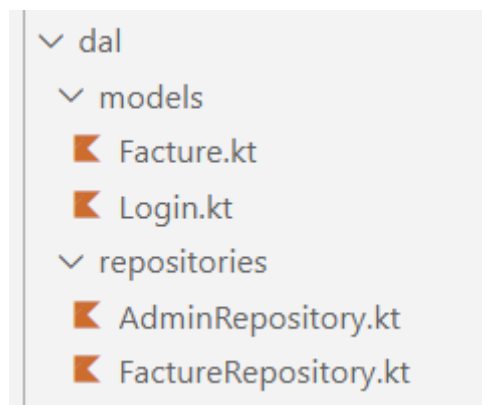 dal
models
Facture.kt
Login.kt
repositories
AdminRepository.kt
FactureRepository.kt